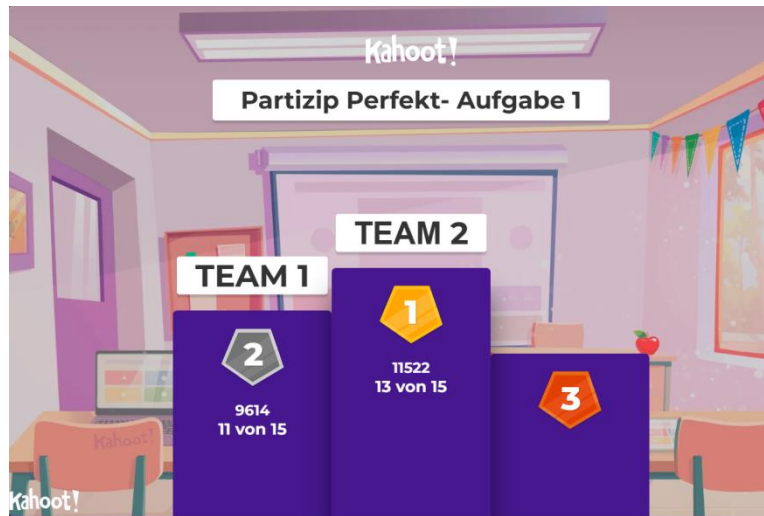 Kahoot!
Partizip Perfekt- Aufgabe 1
TEAM 2
TEAM 1
1
11522
13 von 15
2
9614
11 von 15
3
Kahoot!
Kahoot!